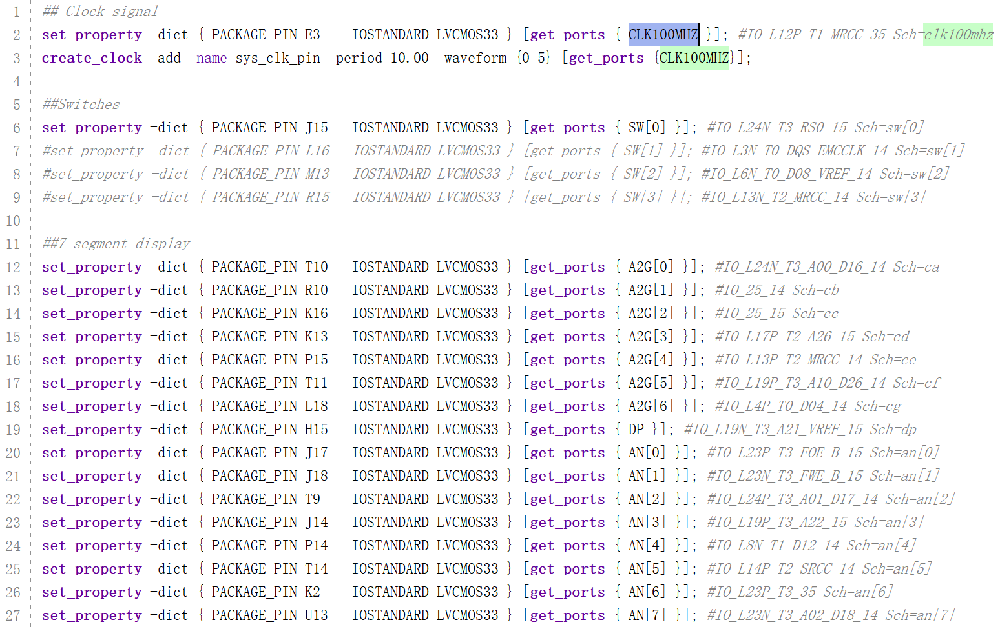 1 ## Clock signal
2 set_property -dict { PACKAGE_PIN E3    IOSTANDARD LVCMOS33 } [get_ports { CLK100MHZ }]; #IO_L12P_T1_MRCC_35 Sch=clk100mhz
3 create_clock -add -name sys_clk_pin -period 10.00 -waveform {0 5} [get_ports {CLK100MHZ}];
4
5 ##Switches
6 set_property -dict { PACKAGE_PIN J15   IOSTANDARD LVCMOS33 } [get_ports { SW[0] }]; #IO_L24N_T3_RS0_15 Sch=sw[0]
7 #set_property -dict { PACKAGE_PIN L16   IOSTANDARD LVCMOS33 } [get_ports { SW[1] }]; #IO_L3N_T0_DQS_EMCCLK_14 Sch=sw[1]
8 #set_property -dict { PACKAGE_PIN M13   IOSTANDARD LVCMOS33 } [get_ports { SW[2] }]; #IO_L6N_T0_D08_VREF_14 Sch=sw[2]
9 #set_property -dict { PACKAGE_PIN R15   IOSTANDARD LVCMOS33 } [get_ports { SW[3] }]; #IO_L13N_T2_MRCC_14 Sch=sw[3]
10
11 ##7 segment display
12 set_property -dict { PACKAGE_PIN T10   IOSTANDARD LVCMOS33 } [get_ports { A2G[0] }]; #IO_L24N_T3_A00_D16_14 Sch=ca
13 set_property -dict { PACKAGE_PIN R10   IOSTANDARD LVCMOS33 } [get_ports { A2G[1] }]; #IO_25_14 Sch=cb
14 set_property -dict { PACKAGE_PIN K16   IOSTANDARD LVCMOS33 } [get_ports { A2G[2] }]; #IO_25_15 Sch=cc
15 set_property -dict { PACKAGE_PIN K13   IOSTANDARD LVCMOS33 } [get_ports { A2G[3] }]; #IO_L17P_T2_A26_15 Sch=cd
16 set_property -dict { PACKAGE_PIN P15   IOSTANDARD LVCMOS33 } [get_ports { A2G[4] }]; #IO_L13P_T2_MRCC_14 Sch=ce
17 set_property -dict { PACKAGE_PIN T11   IOSTANDARD LVCMOS33 } [get_ports { A2G[5] }]; #IO_L19P_T3_A10_D26_14 Sch=cf
18 set_property -dict { PACKAGE_PIN L18   IOSTANDARD LVCMOS33 } [get_ports { A2G[6] }]; #IO_L4P_T0_D04_14 Sch=cg
19 set_property -dict { PACKAGE_PIN H15   IOSTANDARD LVCMOS33 } [get_ports { DP }]; #IO_L19N_T3_A21_VREF_15 Sch=dp
20 set_property -dict { PACKAGE_PIN J17   IOSTANDARD LVCMOS33 } [get_ports { AN[0] }]; #IO_L23P_T3_FOE_B_15 Sch=an[0]
21 set_property -dict { PACKAGE_PIN J18   IOSTANDARD LVCMOS33 } [get_ports { AN[1] }]; #IO_L23N_T3_FWE_B_15 Sch=an[1]
22 set_property -dict { PACKAGE_PIN T9    IOSTANDARD LVCMOS33 } [get_ports { AN[2] }]; #IO_L24P_T3_A01_D17_14 Sch=an[2]
23 set_property -dict { PACKAGE_PIN J14   IOSTANDARD LVCMOS33 } [get_ports { AN[3] }]; #IO_L19P_T3_A22_15 Sch=an[3]
24 set_property -dict { PACKAGE_PIN P14   IOSTANDARD LVCMOS33 } [get_ports { AN[4] }]; #IO_L8N_T1_D12_14 Sch=an[4]
25 set_property -dict { PACKAGE_PIN T14   IOSTANDARD LVCMOS33 } [get_ports { AN[5] }]; #IO_L14P_T2_SRCC_14 Sch=an[5]
26 set_property -dict { PACKAGE_PIN K2    IOSTANDARD LVCMOS33 } [get_ports { AN[6] }]; #IO_L23P_T3_35 Sch=an[6]
27 set_property -dict { PACKAGE_PIN U13   IOSTANDARD LVCMOS33 } [get_ports { AN[7] }]; #IO_L23N_T3_A02_D18_14 Sch=an[7]